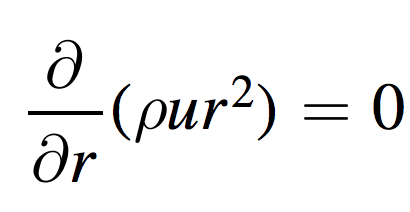 ∂/∂r (ρur²) = 0